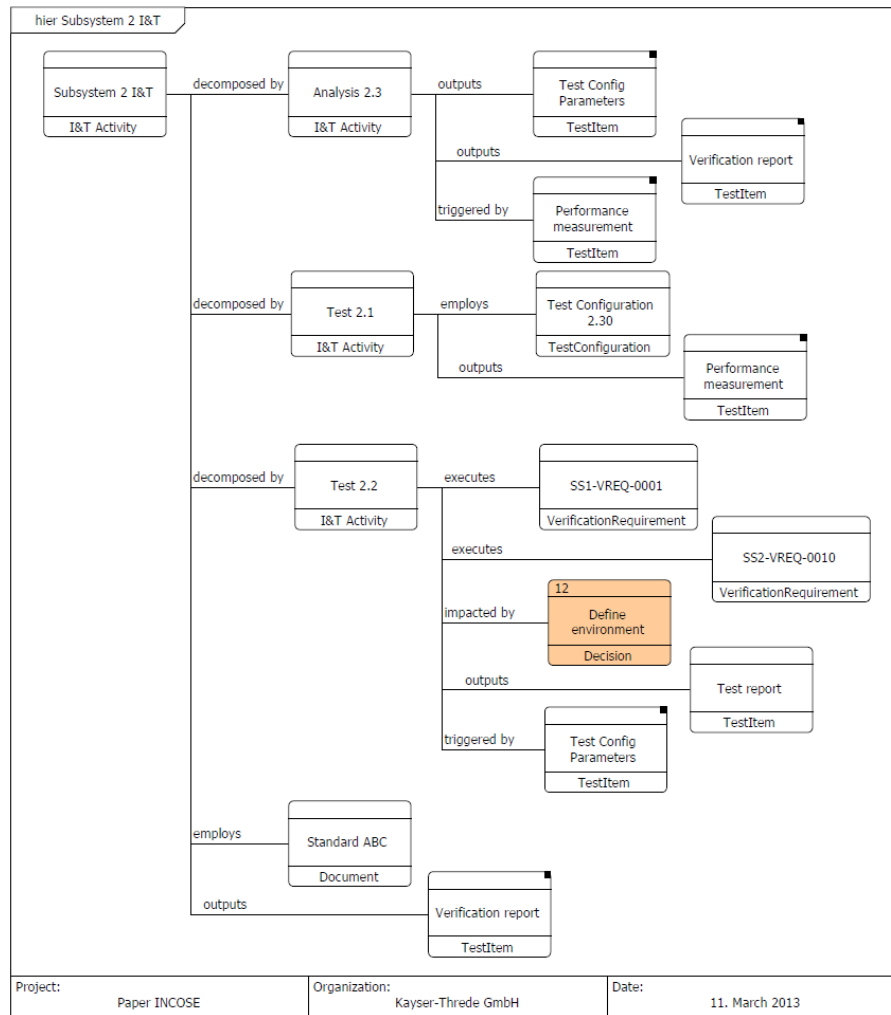 hier Subsystem 2 I&T
Subsystem 2 I&T
I&T Activity
decomposed by
Analysis 2.3
I&T Activity
outputs
Test Config
Parameters
TestItem
outputs
Verification report
TestItem
triggered by
Performance
measurement
TestItem
decomposed by
Test 2.1
I&T Activity
employs
Test Configuration
2.30
TestConfiguration
outputs
Performance
measurement
TestItem
decomposed by
Test 2.2
I&T Activity
executes
SS1-VREQ-0001
VerificationRequirement
executes
SS2-VREQ-0010
VerificationRequirement
impacted by
12
Define
environment
Decision
outputs
Test report
TestItem
triggered by
Test Config
Parameters
TestItem
employs
Standard ABC
Document
outputs
Verification report
TestItem
Project:
Paper INCOSE
Organization:
Kayser-Threde GmbH
Date:
11. March 2013